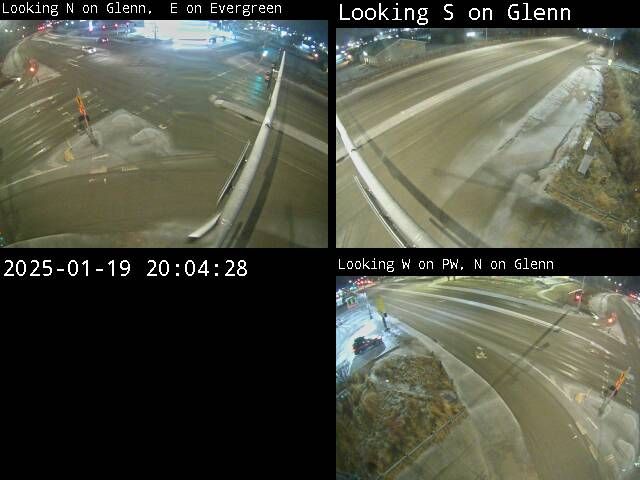 Looking N on Glenn, E on Evergreen
Looking S on Glenn
2025-01-19 20:04:28
Looking W on PW, N on Glenn